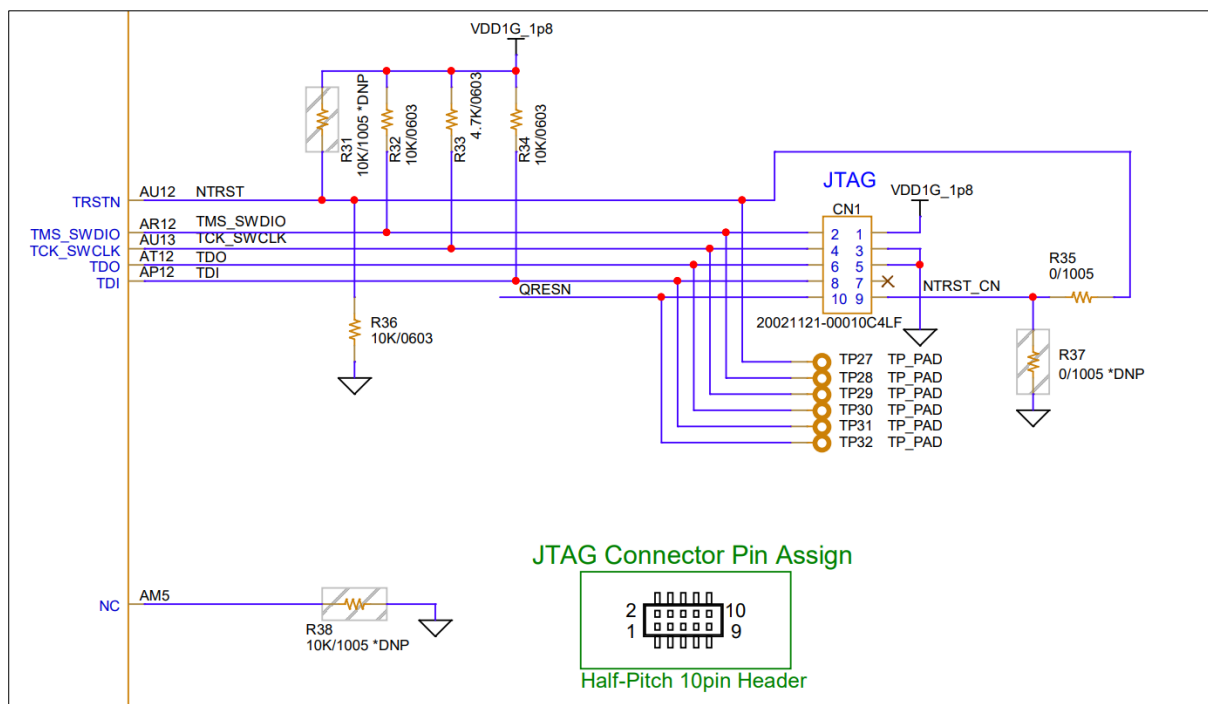 VDD1G_1p8
R31
10K/1005 *DNP
R32
10K/0603
R33
4.7K/0603
R34
10K/0603
TRSTN AU12 NTRST
TMS_SWDIO AR12 TMS_SWDIO
TCK_SWCLK AU13 TCK_SWCLK
TDO AT12 TDO
TDI AP12 TDI
QRESN
R36
10K/0603
JTAG
CN1
VDD1G_1p8
2 1
4 3
6 5
8 7
10 9
20021121-00010C4LF
NTRST_CN
R35
0/1005
R37
0/1005 *DNP
TP27 TP_PAD
TP28 TP_PAD
TP29 TP_PAD
TP30 TP_PAD
TP31 TP_PAD
TP32 TP_PAD
NC AM5
R38
10K/1005 *DNP
JTAG Connector Pin Assign
2 10
1 9
Half-Pitch 10pin Header